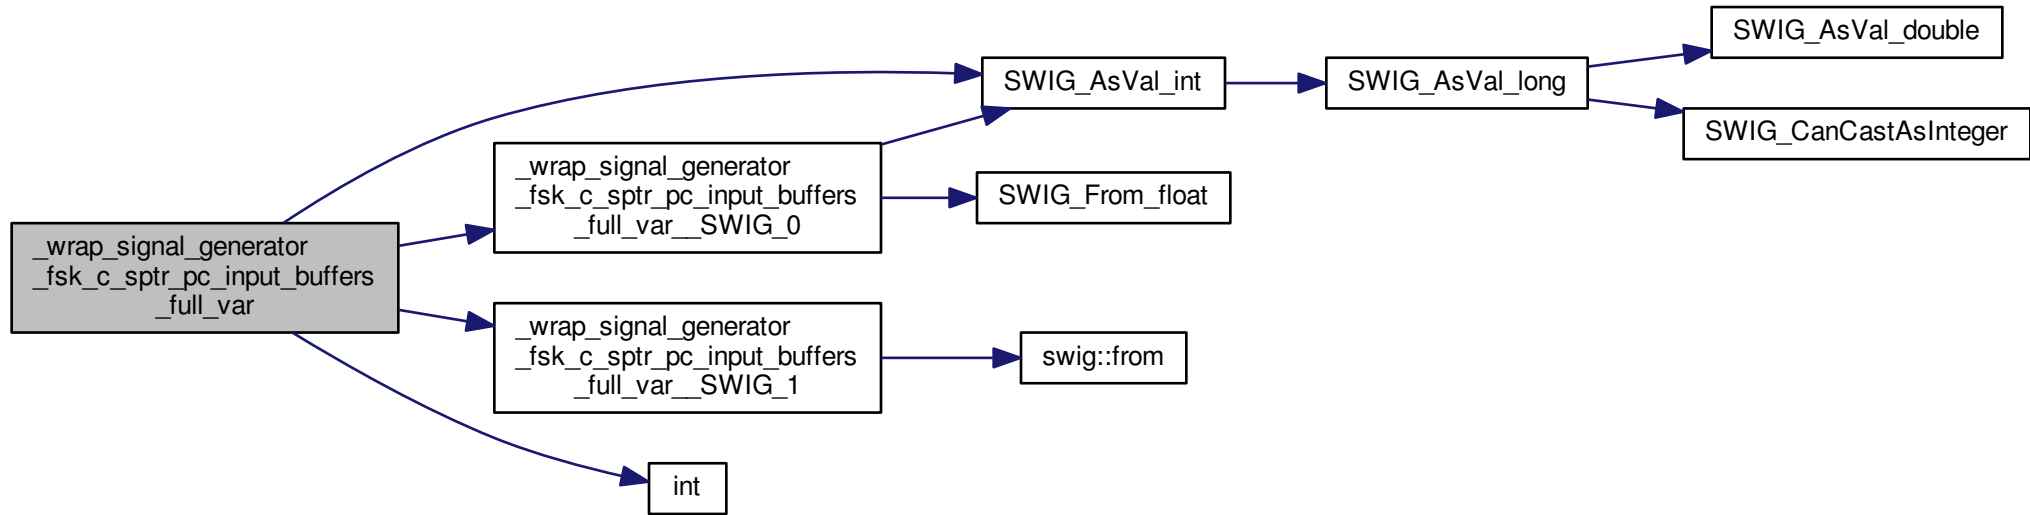 _wrap_signal_generator
_fsk_c_sptr_pc_input_buffers
_full_var
_wrap_signal_generator
_fsk_c_sptr_pc_input_buffers
_full_var__SWIG_0
_wrap_signal_generator
_fsk_c_sptr_pc_input_buffers
_full_var__SWIG_1
int
SWIG_AsVal_int
SWIG_From_float
swig::from
SWIG_AsVal_long
SWIG_AsVal_double
SWIG_CanCastAsInteger